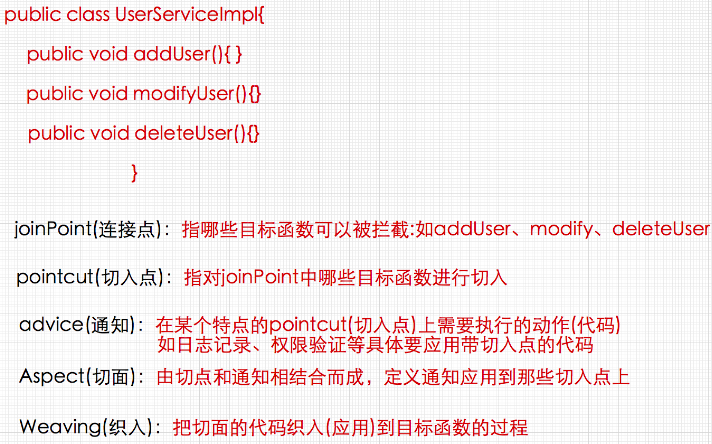 public class UserServiceImpl{
public void addUser(){ }
public void modifyUser(){}
public void deleteUser(){}
}
joinPoint(连接点)：指哪些目标函数可以被拦截:如addUser、modify、deleteUser
pointcut(切入点)：指对joinPoint中哪些目标函数进行切入
advice(通知)：在某个特点的pointcut(切入点)上需要执行的动作(代码)
如日志记录、权限验证等具体要应用带切入点的代码
Aspect(切面)：由切点和通知相结合而成，定义通知应用到那些切入点上
Weaving(织入)：把切面的代码织入(应用)到目标函数的过程